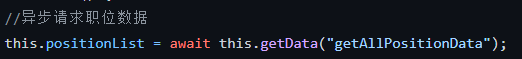 //异步请求职位数据
this.positionList = await this.getData("getAllPositionData");